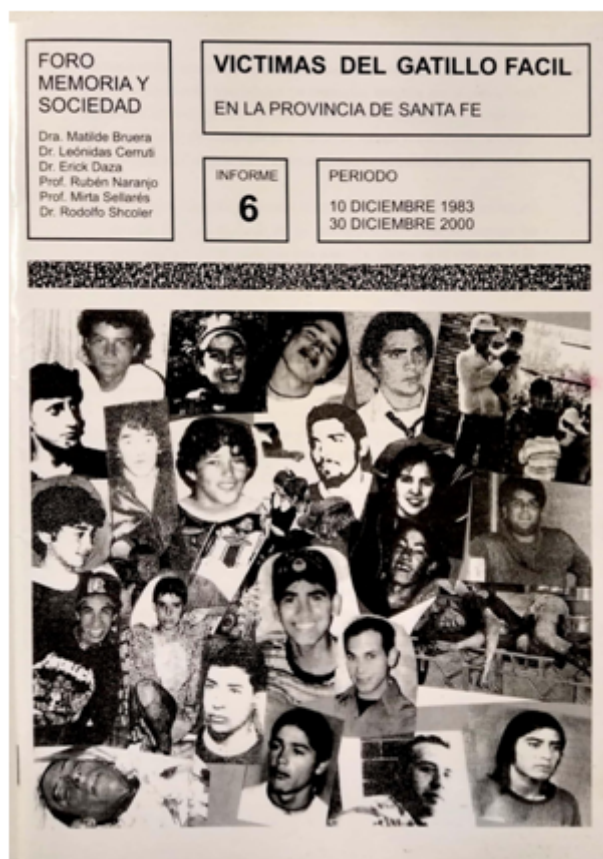 FORO
MEMORIA Y
SOCIEDAD
Dra. Matilde Bruera
Dr. Leónidas Cerruti
Dr. Erick Daza
Prof. Rubén Naranjo
Prof. Mirta Sellarés
Dr. Rodolfo Shcoler
VICTIMAS DEL GATILLO FACIL
EN LA PROVINCIA DE SANTA FE
INFORME
6
PERIODO
10 DICIEMBRE 1983
30 DICIEMBRE 2000